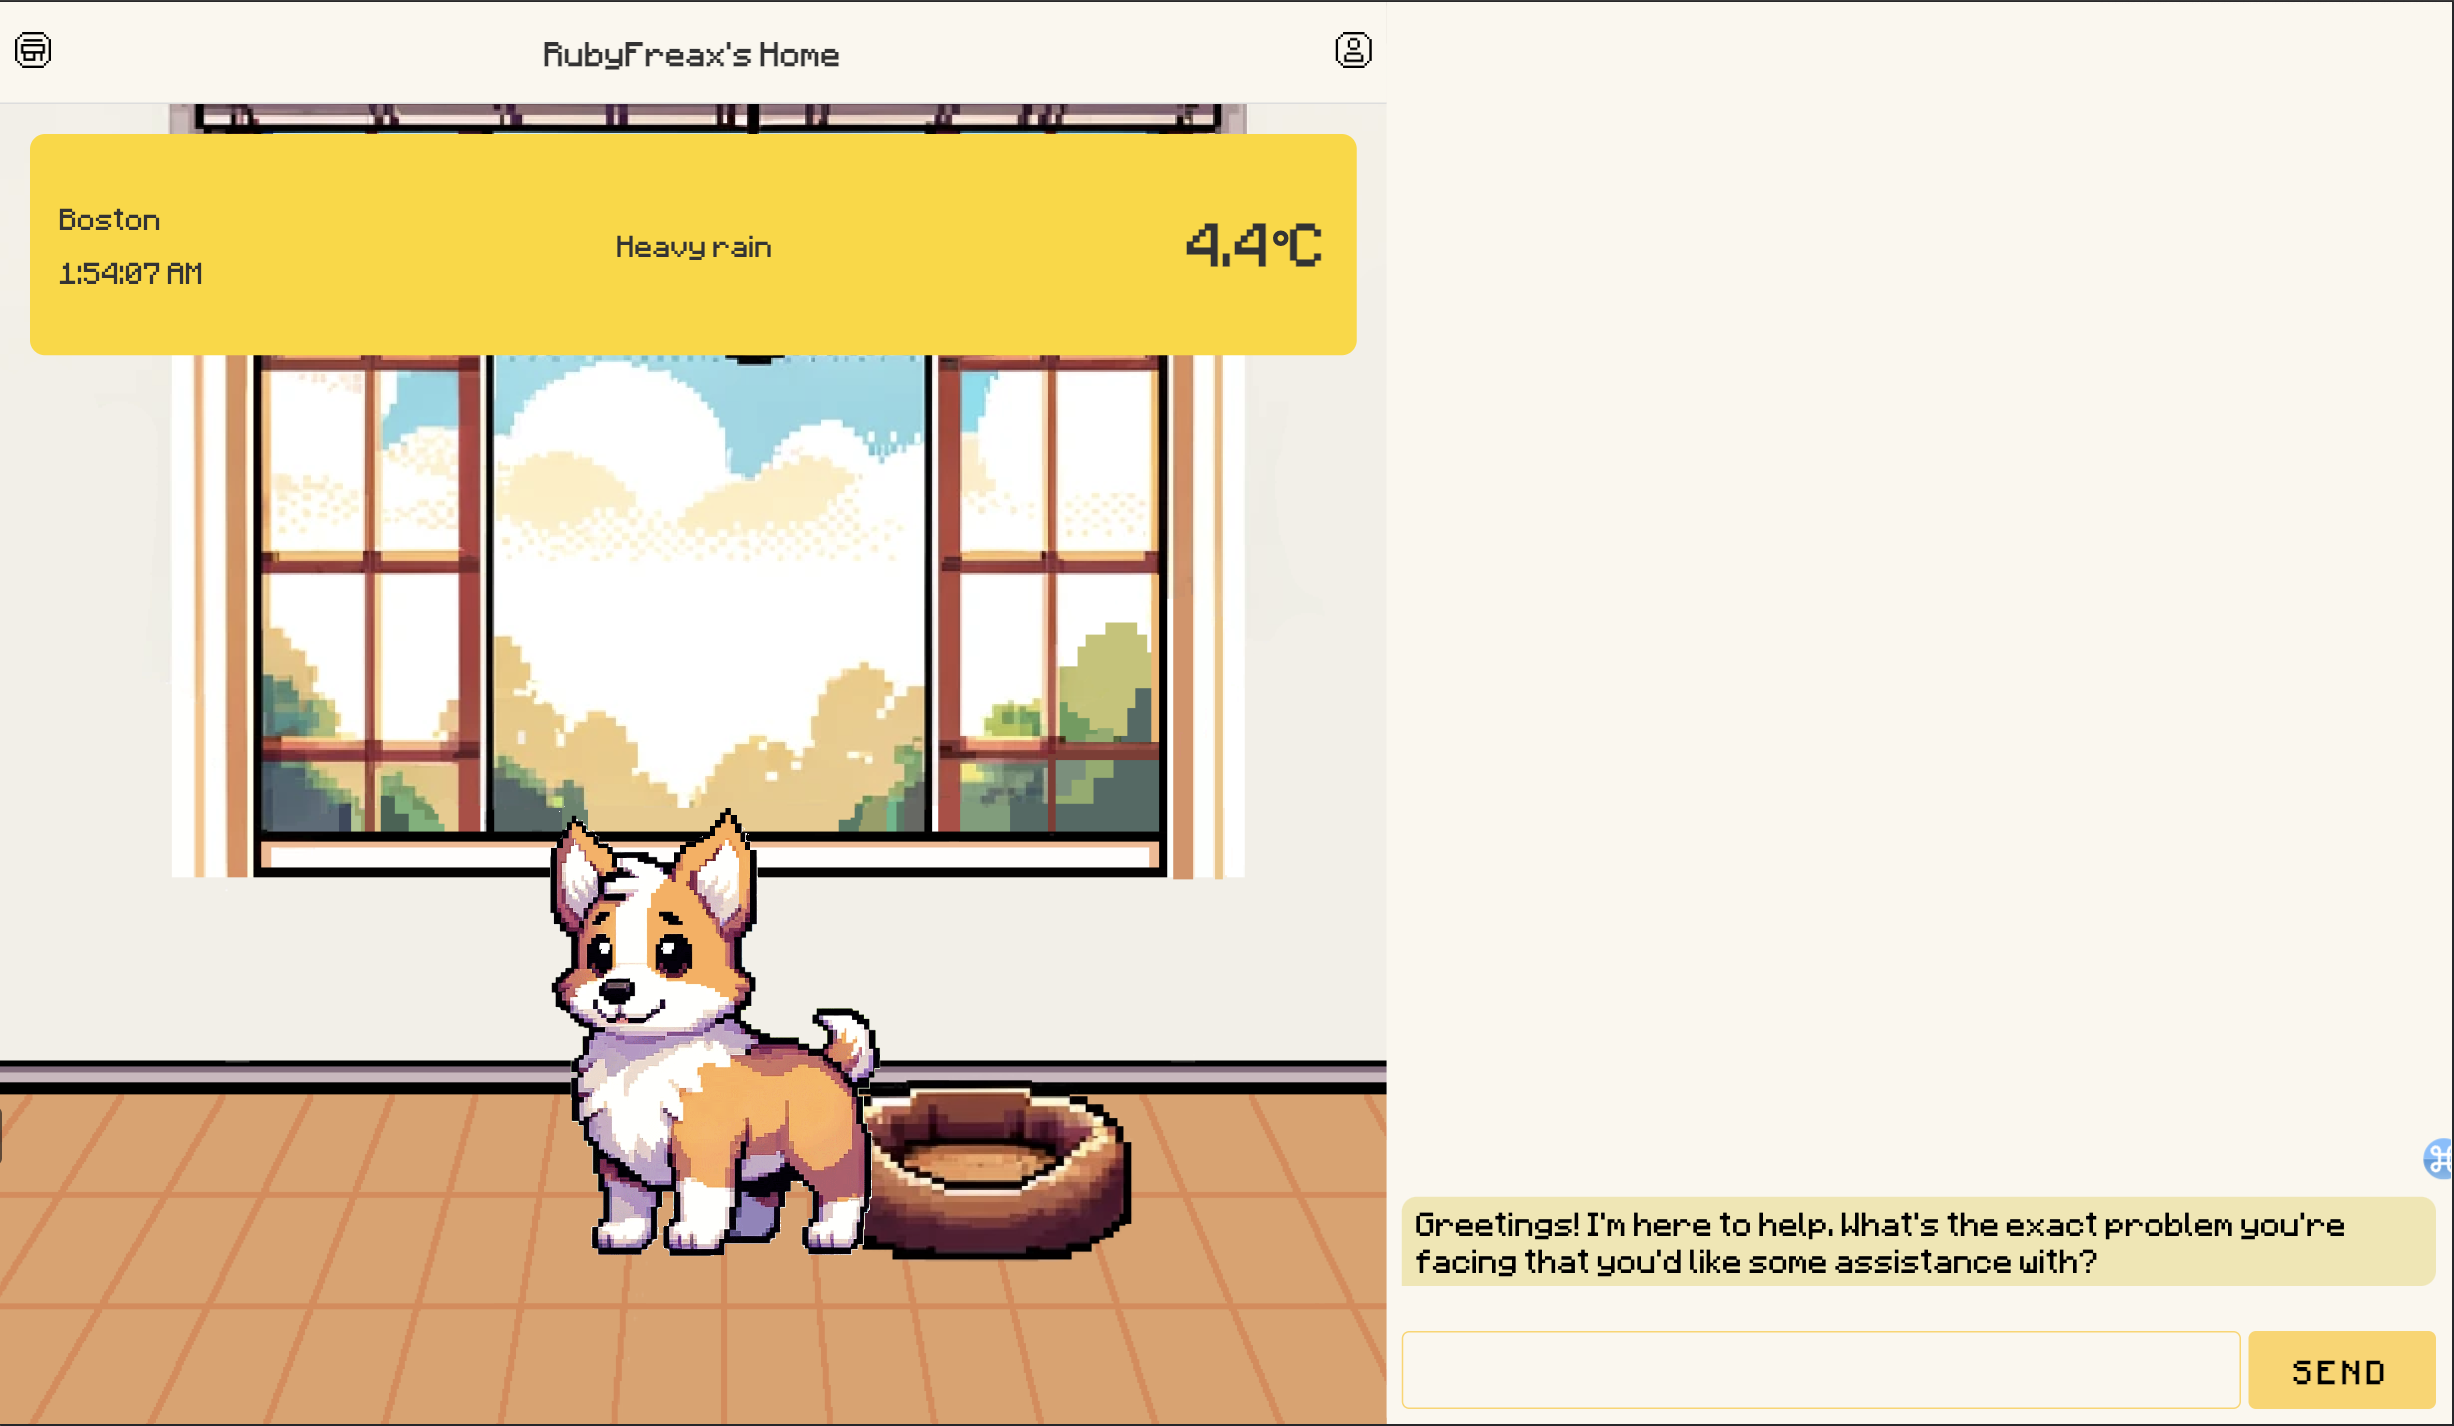 RubyFreax's Home
Boston
1:54:07 AM
Heavy rain
4.4°C
Greetings! I'm here to help. What's the exact problem you're
facing that you'd like some assistance with?
SEND